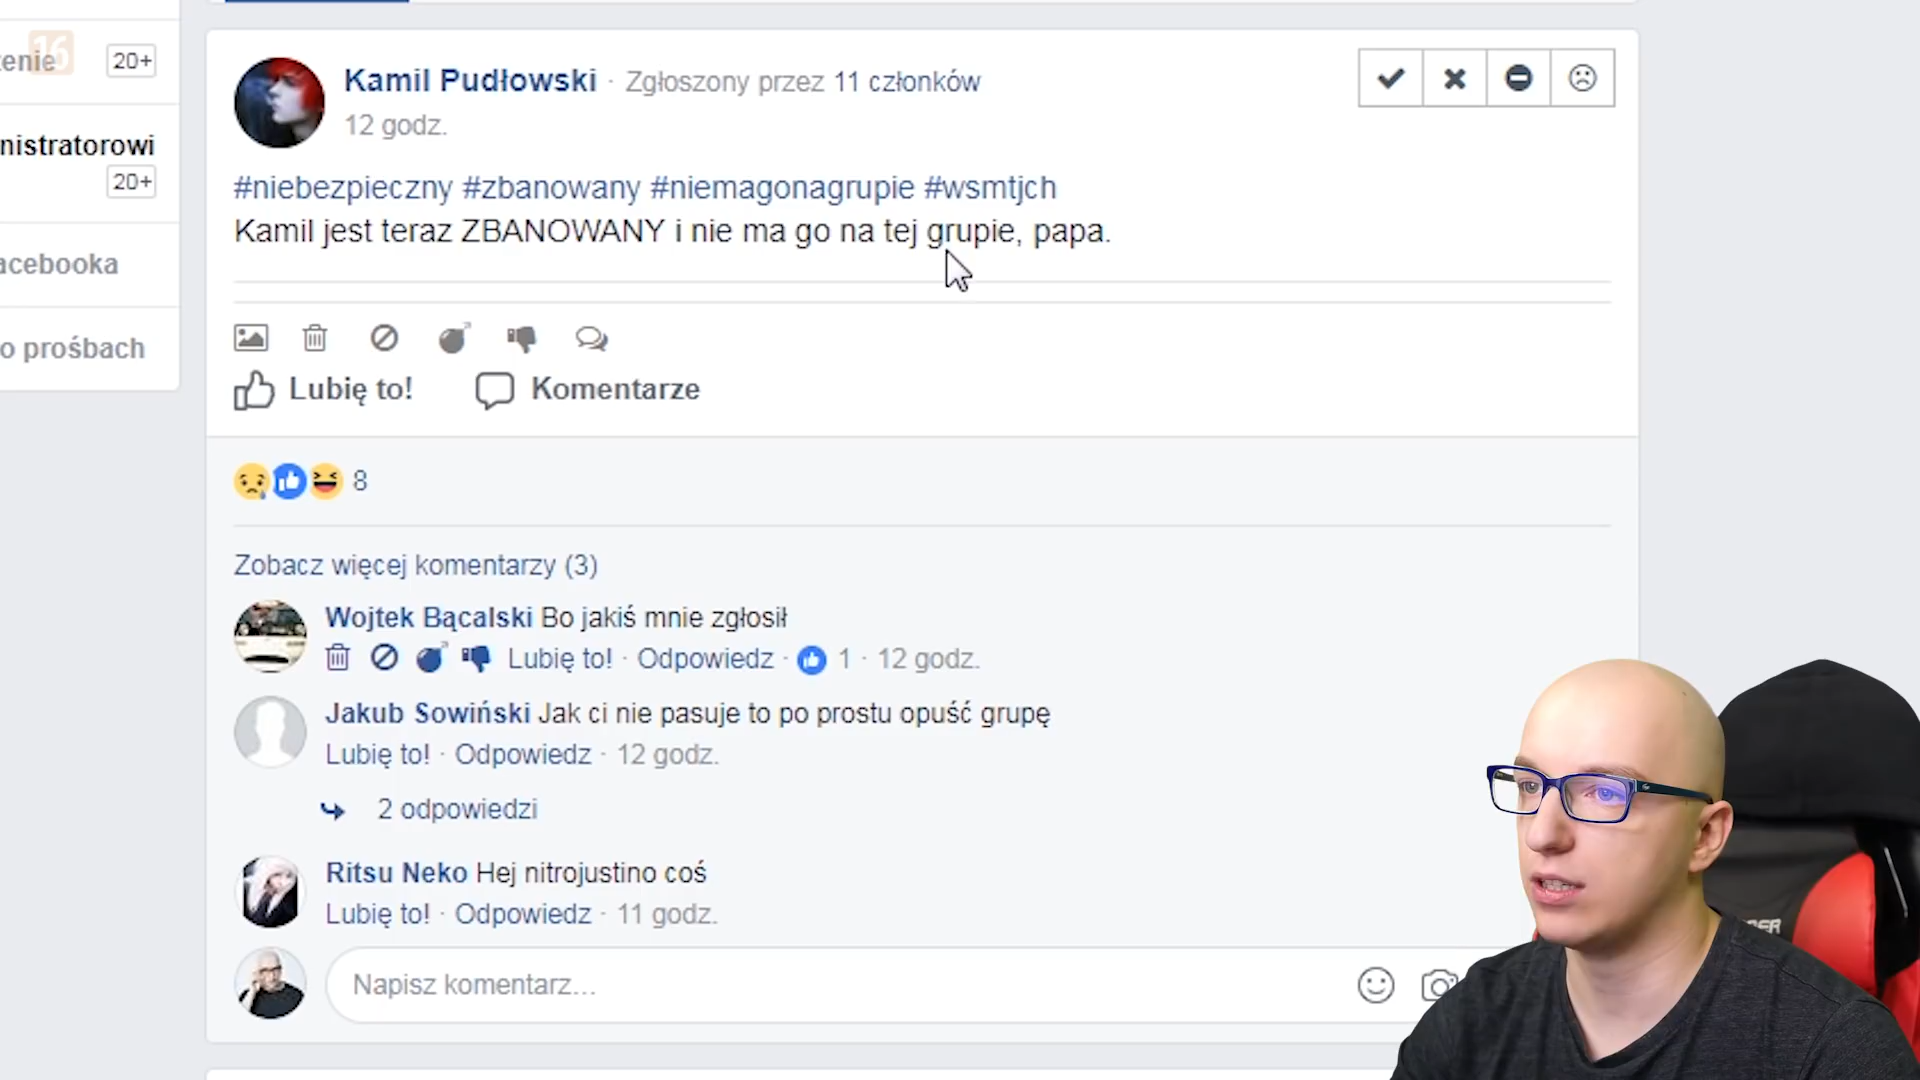 16
enie 20+
nistratorowi
20+
acebooka
o prośbach
Kamil Pudłowski · Zgłoszony przez 11 członków
12 godz.
#niebezpieczny #zbanowany #niemagonagrupie #wsmtjch
Kamil jest teraz ZBANOWANY i nie ma go na tej grupie, papa.
Lubię to! Komentarze
8
Zobacz więcej komentarzy (3)
Wojtek Bącalski Bo jakiś mnie zgłosił
Lubię to! · Odpowiedz · 1 · 12 godz.
Jakub Sowiński Jak ci nie pasuje to po prostu opuść grupę
Lubię to! · Odpowiedz · 12 godz.
2 odpowiedzi
Ritsu Neko Hej nitrojustino coś
Lubię to! · Odpowiedz · 11 godz.
Napisz komentarz...